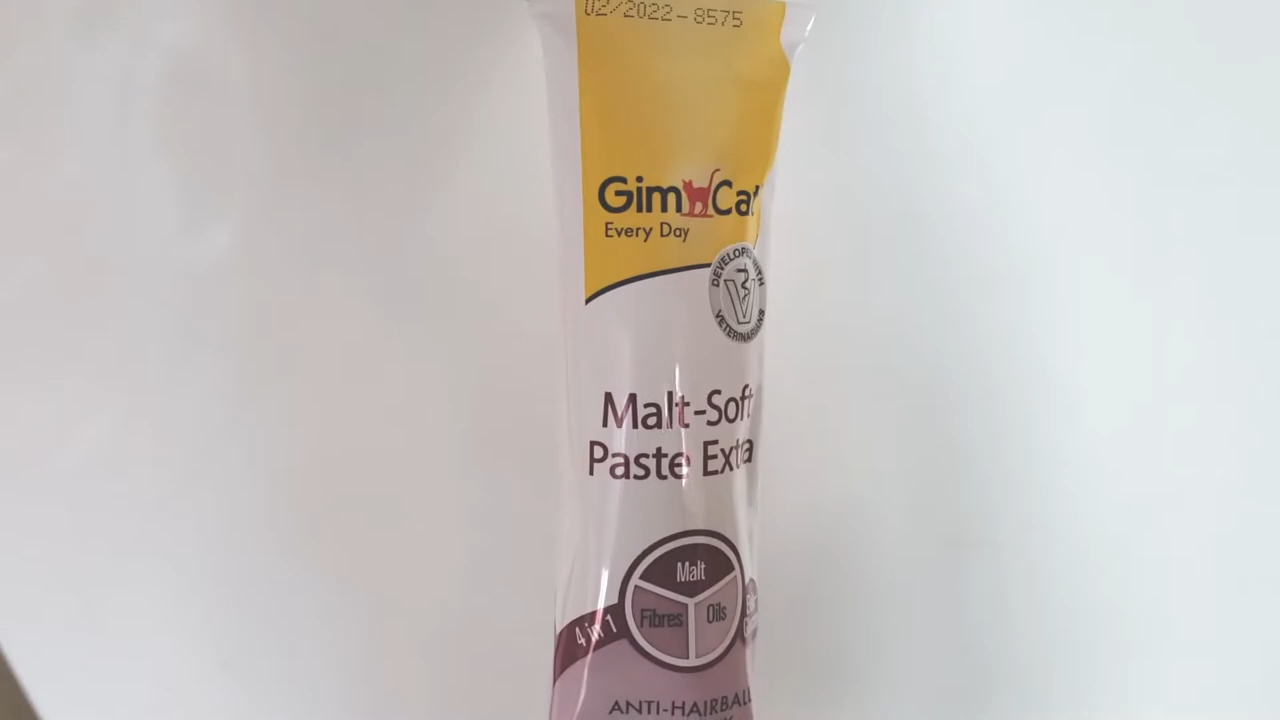 02/2022-8575
GimCat
Every Day
DEVELOPED WITH
VETERINARIANS
Malt-Soft
Paste Extra
Malt
Fibres Oils
4 in 1
ANTI-HAIRBALL